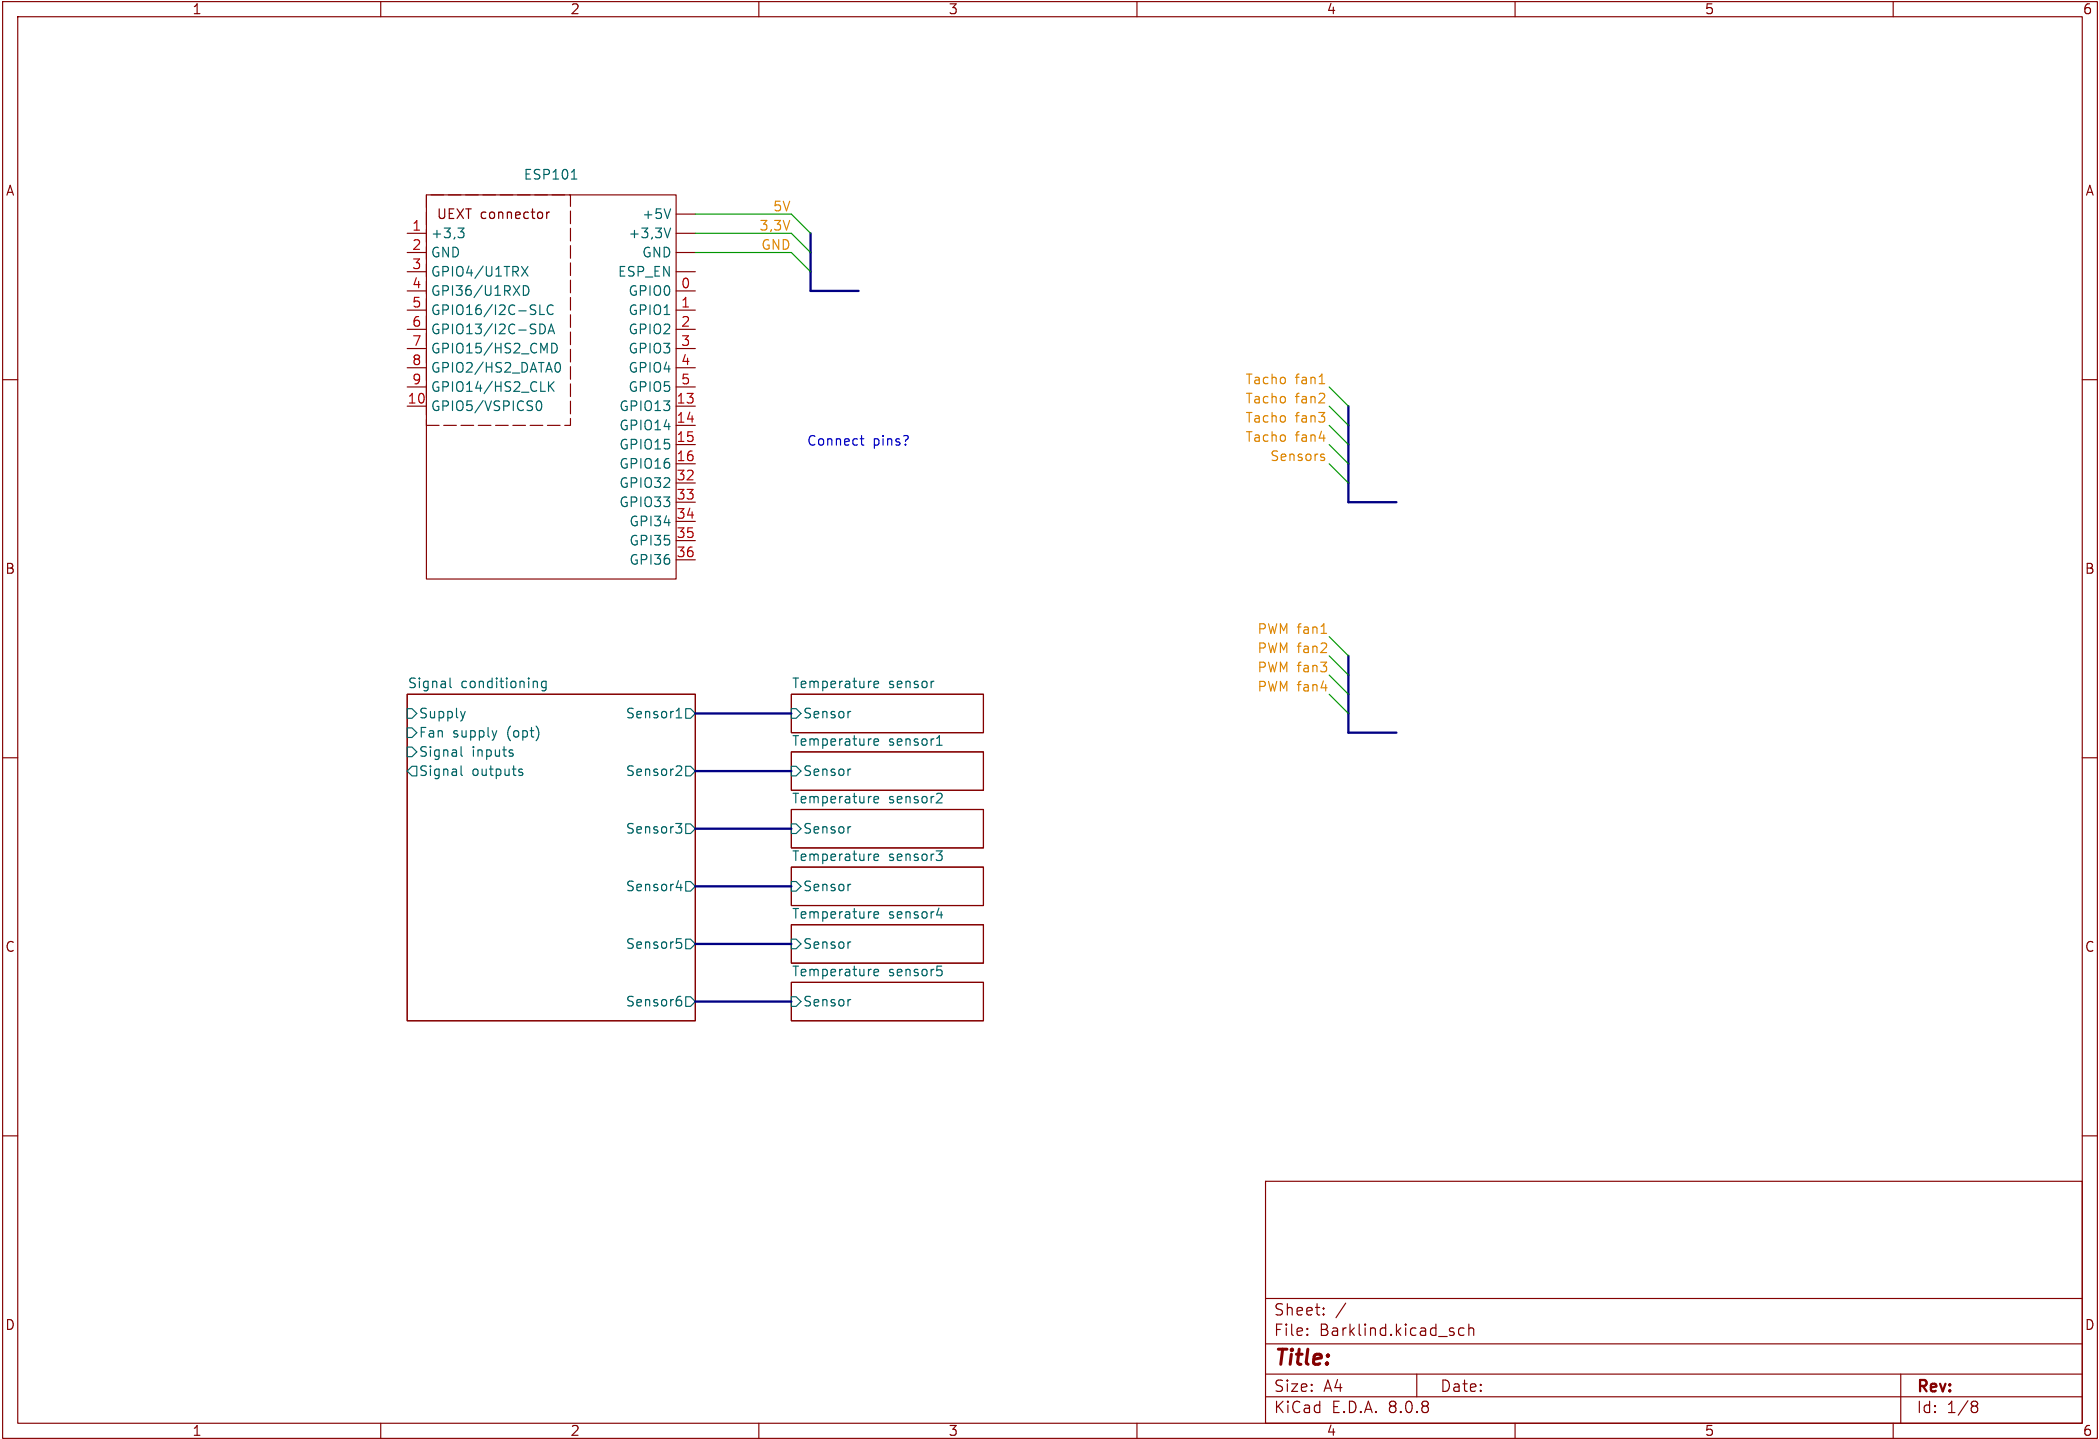 1 2 3 4 5 6
A A
ESP101
UEXT connector
1 +3,3
2 GND
3 GPIO4/U1TRX
4 GPI36/U1RXD
5 GPIO16/I2C-SLC
6 GPIO13/I2C-SDA
7 GPIO15/HS2_CMD
8 GPIO2/HS2_DATA0
9 GPIO14/HS2_CLK
10 GPIO5/VSPICS0
+5V 5V
+3,3V 3,3V
GND GND
ESP_EN
GPIO0 0
GPIO1 1
GPIO2 2
GPIO3 3
GPIO4 4
GPIO5 5
GPIO13 13
GPIO14 14
GPIO15 15
GPIO16 16
GPIO32 32
GPIO33 33
GPI34 34
GPI35 35
GPI36 36
Connect pins?
Tacho fan1
Tacho fan2
Tacho fan3
Tacho fan4
Sensors
B B
PWM fan1
PWM fan2
PWM fan3
PWM fan4
Signal conditioning
Supply
Fan supply (opt)
Signal inputs
Signal outputs
Sensor1
Sensor2
Sensor3
Sensor4
Sensor5
Sensor6
Temperature sensor
Sensor
Temperature sensor1
Sensor
Temperature sensor2
Sensor
Temperature sensor3
Sensor
Temperature sensor4
Sensor
Temperature sensor5
Sensor
C C
D D
Sheet: /
File: Barklind.kicad_sch
Title:
Size: A4 Date: Rev:
KiCad E.D.A. 8.0.8 Id: 1/8
1 2 3 4 5 6